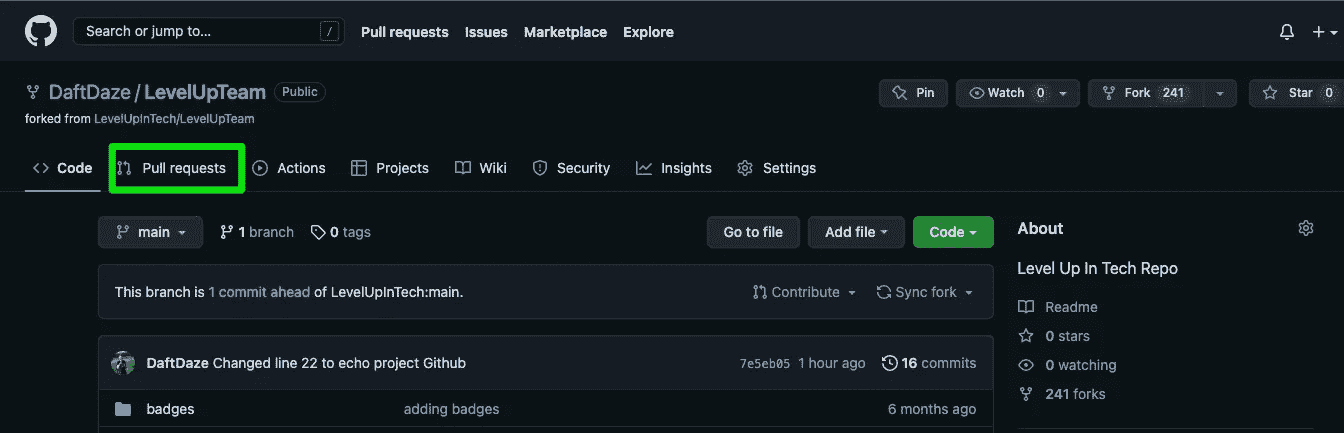 Search or jump to... / Pull requests Issues Marketplace Explore
DaftDaze / LevelUpTeam Public Pin Watch 0 Fork 241 Star 0
forked from LevelUpInTech/LevelUpTeam
<> Code Pull requests Actions Projects Wiki Security Insights Settings
main 1 branch 0 tags Go to file Add file Code About
Level Up In Tech Repo
This branch is 1 commit ahead of LevelUpInTech:main. Contribute Sync fork
Readme
0 stars
DaftDaze Changed line 22 to echo project Github 7e5eb05 1 hour ago 16 commits
0 watching
241 forks
badges adding badges 6 months ago